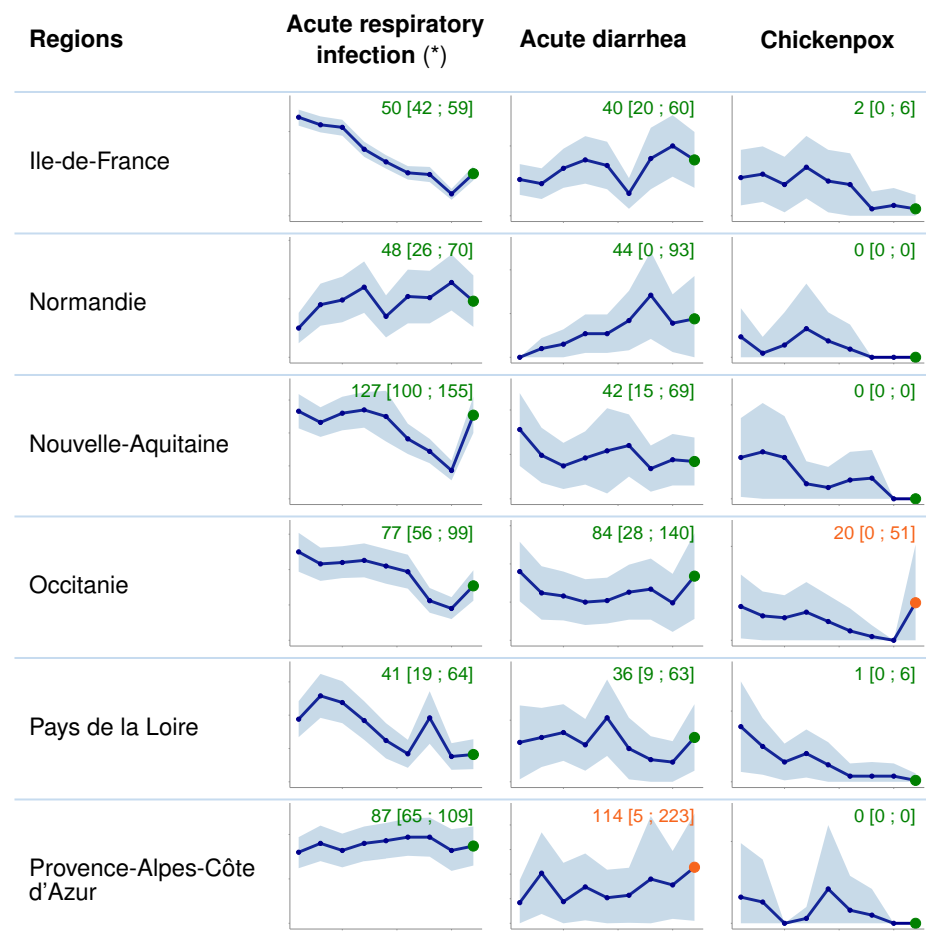 Regions
Acute respiratory
infection (*)
Acute diarrhea
Chickenpox
Ile-de-France
50 [42 ; 59]
40 [20 ; 60]
2 [0 ; 6]
Normandie
48 [26 ; 70]
44 [0 ; 93]
0 [0 ; 0]
Nouvelle-Aquitaine
127 [100 ; 155]
42 [15 ; 69]
0 [0 ; 0]
Occitanie
77 [56 ; 99]
84 [28 ; 140]
20 [0 ; 51]
Pays de la Loire
41 [19 ; 64]
36 [9 ; 63]
1 [0 ; 6]
Provence-Alpes-Côte
d'Azur
87 [65 ; 109]
114 [5 ; 223]
0 [0 ; 0]